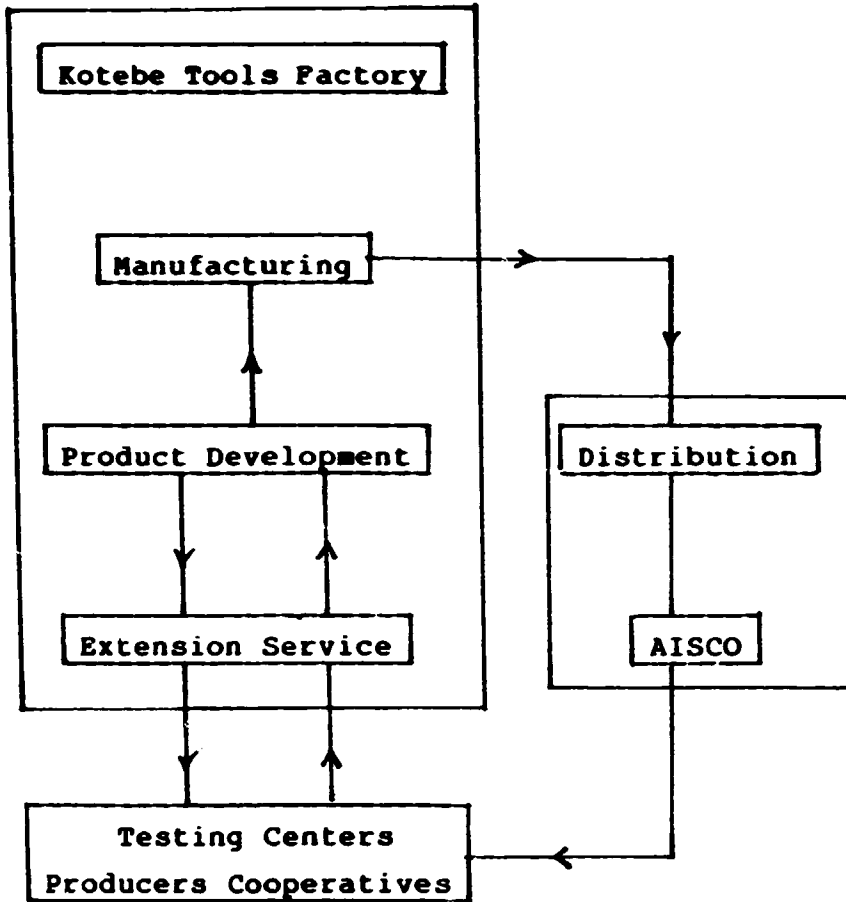 Kotebe Tools Factory
Manufacturing
Product Development
Distribution
Extension Service
AISCO
Testing Centers
Producers Cooperatives